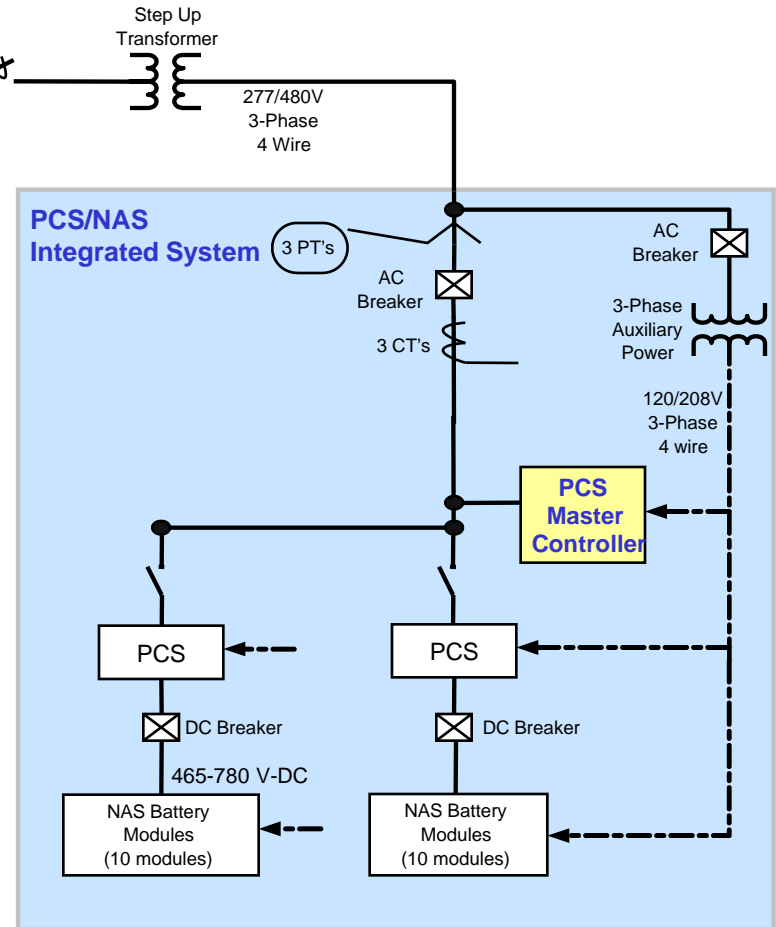 Step Up
Transformer
277/480V
3-Phase
4 Wire
PCS/NAS
Integrated System
3 PT's
AC
Breaker
AC
Breaker
3-Phase
Auxiliary
Power
3 CT's
120/208V
3-Phase
4 wire
PCS
Master
Controller
PCS
PCS
DC Breaker
DC Breaker
465-780 V-DC
NAS Battery
Modules
(10 modules)
NAS Battery
Modules
(10 modules)